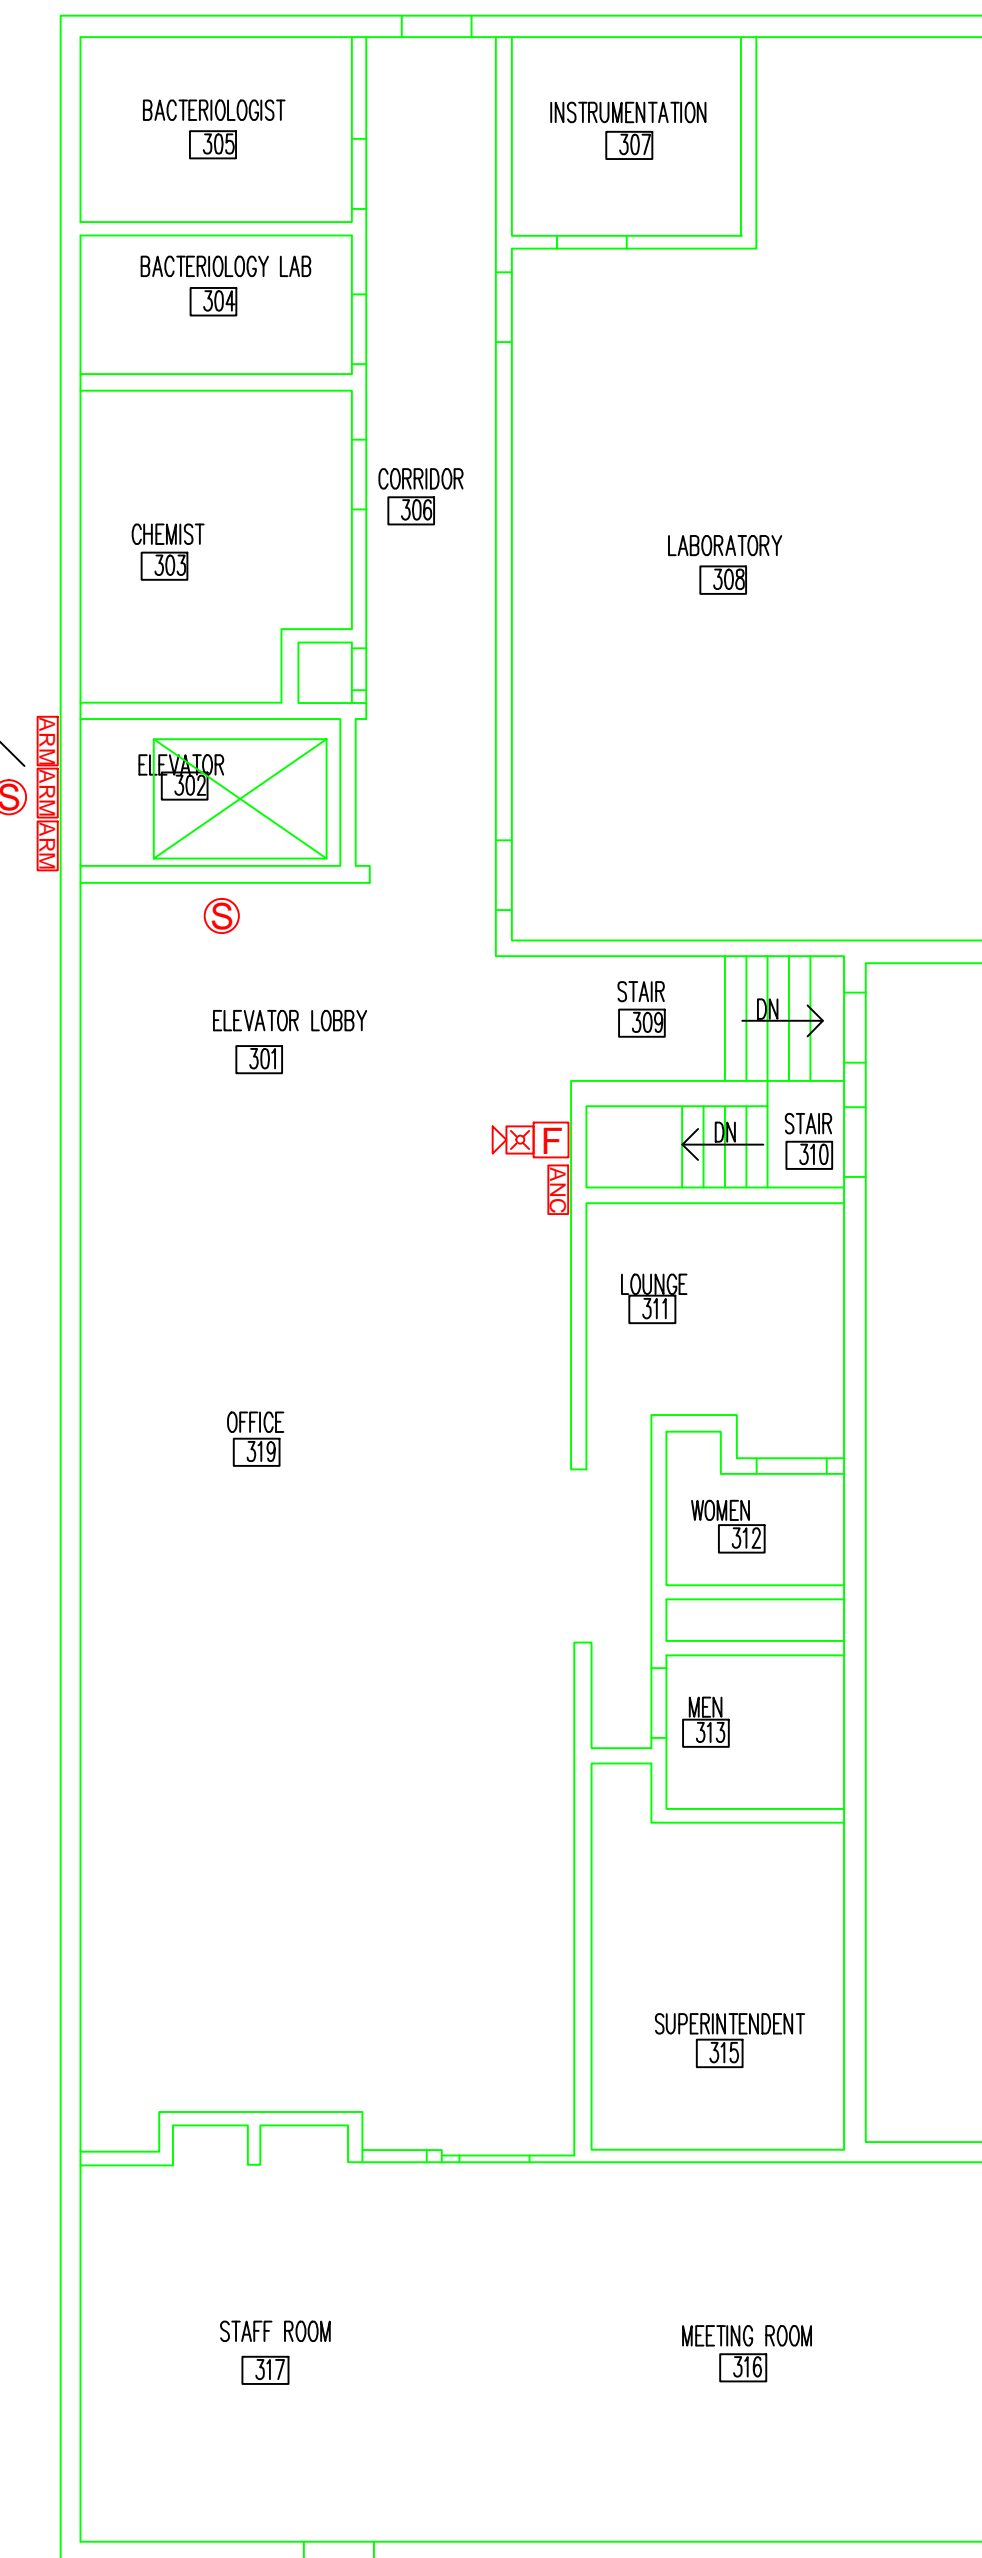 BACTERIOLOGIST
305
INSTRUMENTATION
307
BACTERIOLOGY LAB
304
CORRIDOR
306
CHEMIST
303
LABORATORY
308
ARM
ARM
ARM
S
ELEVATOR
302
S
STAIR
309
DN
ELEVATOR LOBBY
301
STAIR
310
DN
F
ANC
LOUNGE
311
OFFICE
319
WOMEN
312
MEN
313
SUPERINTENDENT
315
STAFF ROOM
317
MEETING ROOM
316